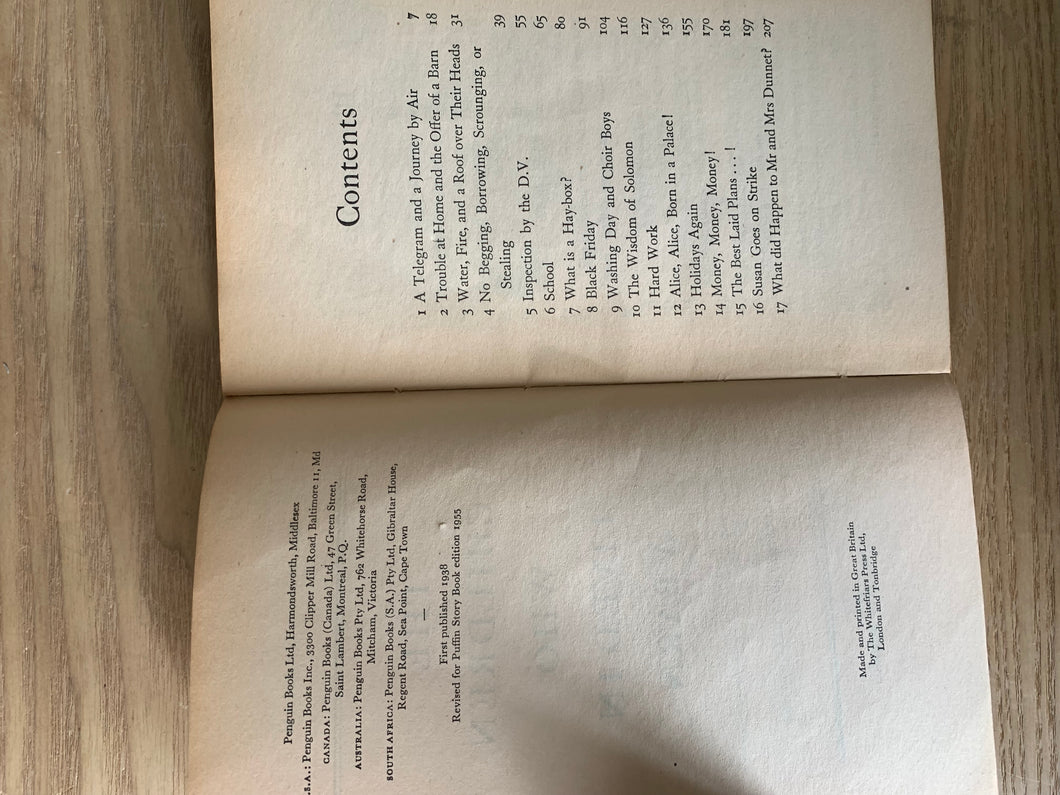 Penguin Books Ltd, Harmondsworth, Middlesex
.S.A.: Penguin Books Inc., 3300 Clipper Mill Road, Baltimore 11, Md
CANADA: Penguin Books (Canada) Ltd, 47 Green Street,
Saint Lambert, Montreal, P.Q.
AUSTRALIA: Penguin Books Pty Ltd, 762 Whitehorse Road,
Mitcham, Victoria
SOUTH AFRICA: Penguin Books (S.A.) Pty Ltd, Gibraltar House,
Regent Road, Sea Point, Cape Town
—
First published 1938
Revised for Puffin Story Book edition 1955
Made and printed in Great Britain
by The Whitefriars Press Ltd,
London and Tonbridge
Contents
1 A Telegram and a Journey by Air 7
2 Trouble at Home and the Offer of a Barn 18
3 Water, Fire, and a Roof over Their Heads 31
4 No Begging, Borrowing, Scrounging, or
Stealing 39
5 Inspection by the D.V. 55
6 School 65
7 What is a Hay-box? 80
8 Black Friday 91
9 Washing Day and Choir Boys 104
10 The Wisdom of Solomon 116
11 Hard Work 127
12 Alice, Alice, Born in a Palace! 136
13 Holidays Again 155
14 Money, Money, Money! 170
15 The Best Laid Plans . . . ! 181
16 Susan Goes on Strike 197
17 What did Happen to Mr and Mrs Dunnet? 207